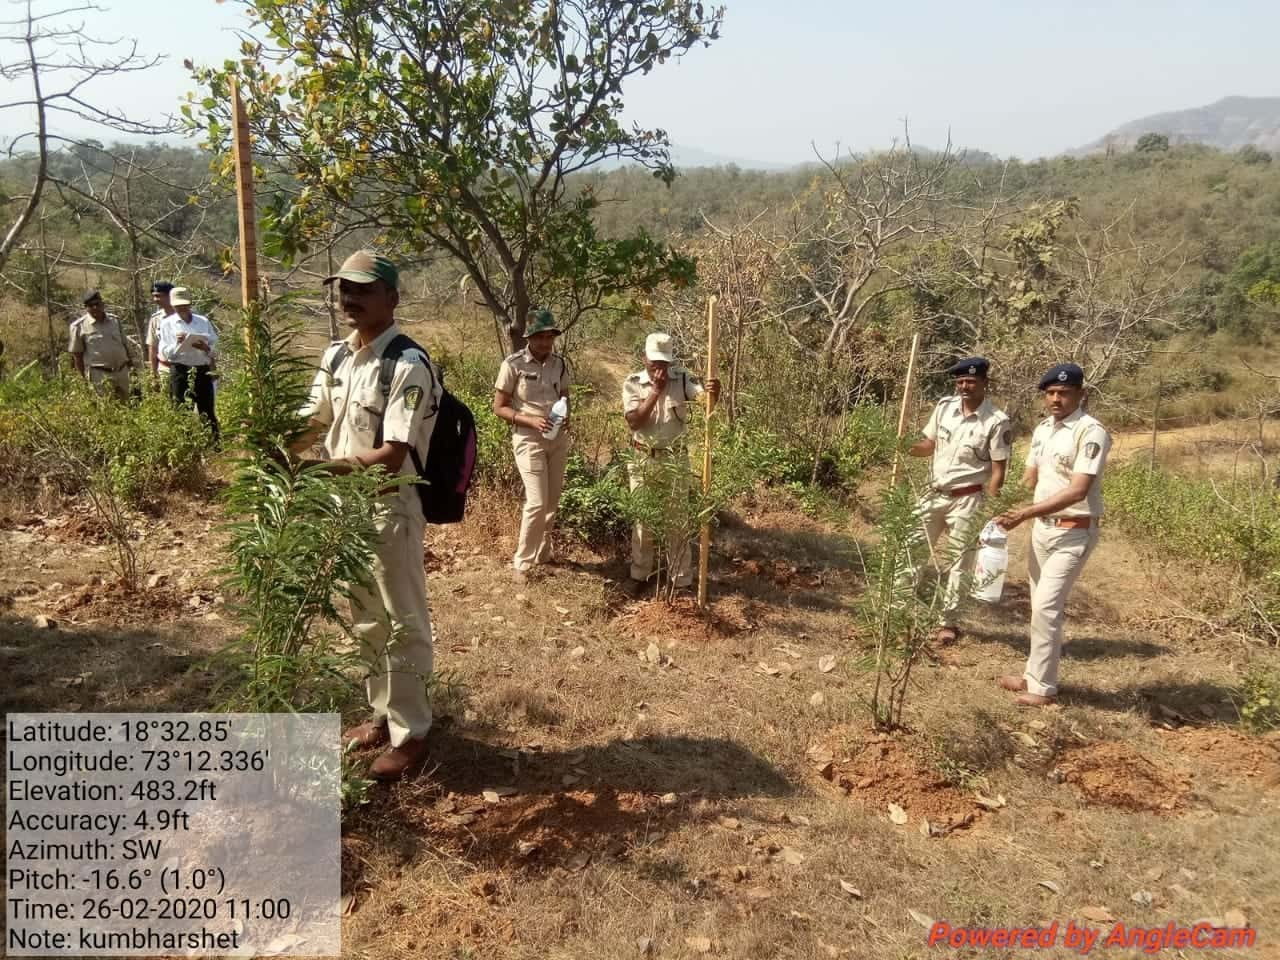 Latitude: 18°32.85'
Longitude: 73°12.336'
Elevation: 483.2ft
Accuracy: 4.9ft
Azimuth: SW
Pitch: -16.6° (1.0°)
Time: 26-02-2020 11:00
Note: kumbharshet
Powered by AngleCam